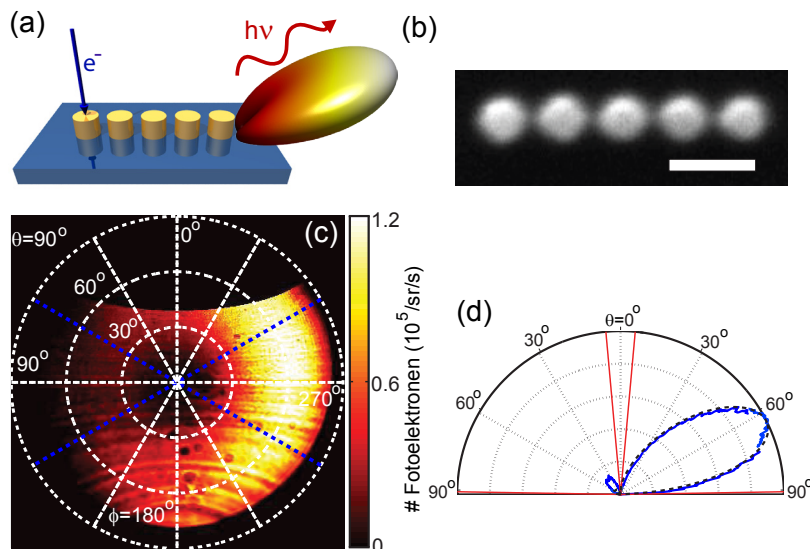 (a)
hν
e⁻
(b)
(c)
θ=90°
0°
60°
30°
90°
270°
ϕ=180°
1.2
0.6
0
# Fotoelektronen (10⁵/sr/s)
(d)
θ=0°
30°
30°
60°
60°
90°
90°